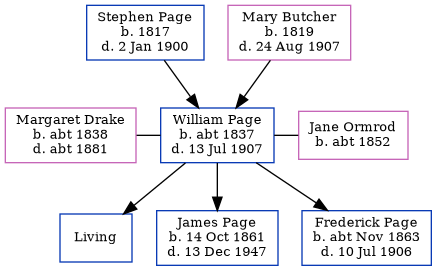 Stephen Page
b. 1817
d. 2 Jan 1900
Mary Butcher
b. 1819
d. 24 Aug 1907
Margaret Drake
b. abt 1838
d. abt 1881
William Page
b. abt 1837
d. 13 Jul 1907
Jane Ormrod
b. abt 1852
Living
James Page
b. 14 Oct 1861
d. 13 Dec 1947
Frederick Page
b. abt Nov 1863
d. 10 Jul 1906